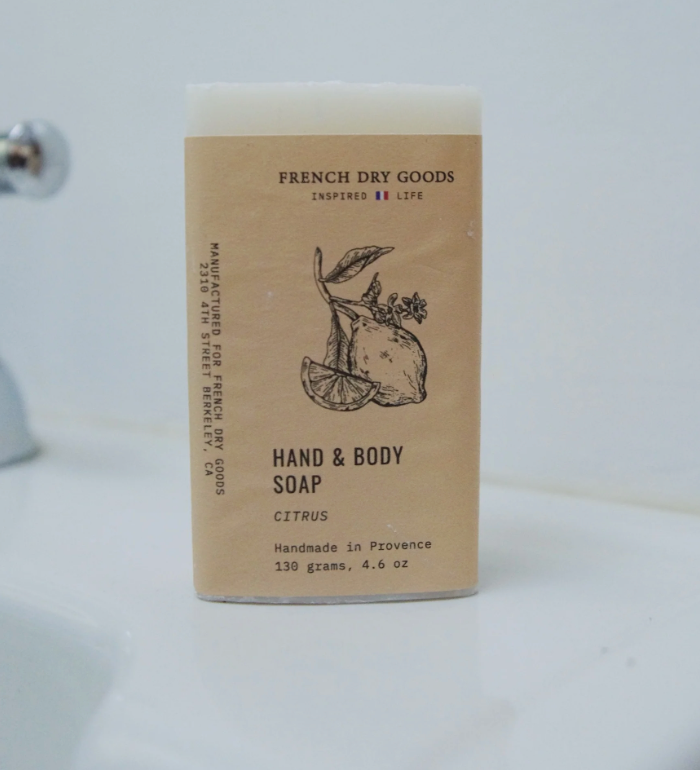 FRENCH DRY GOODS
INSPIRED LIFE
HAND & BODY
SOAP
CITRUS
Handmade in Provence
130 grams, 4.6 oz
MANUFACTURED FOR FRENCH DRY GOODS
2310 4TH STREET BERKELEY, CA